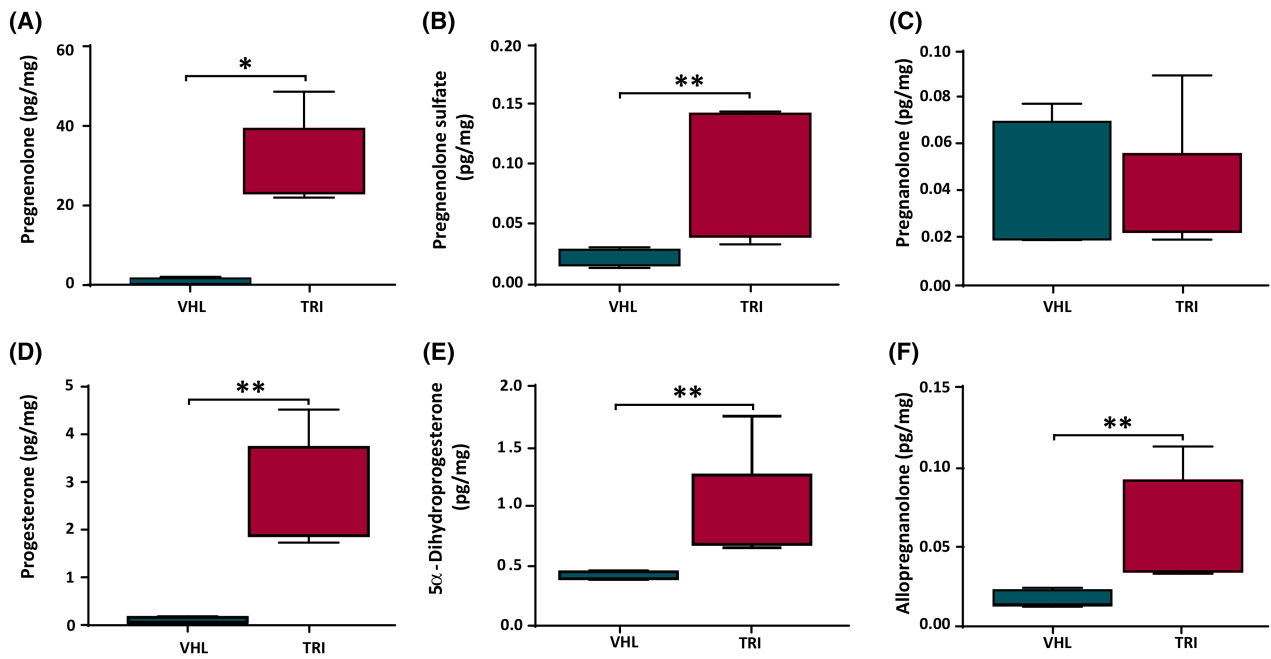 (A)
Pregnenolone (pg/mg)
60
40
20
0
*
VHL
TRI
(B)
Pregnenolone sulfate
(pg/mg)
0.20
0.15
0.10
0.05
0.00
**
VHL
TRI
(C)
Pregnanolone (pg/mg)
0.10
0.08
0.06
0.04
0.02
0.00
VHL
TRI
(D)
Progesterone (pg/mg)
5
4
3
2
1
0
**
VHL
TRI
(E)
5α-Dihydroprogesterone
(pg/mg)
2.0
1.5
1.0
0.5
0.0
**
VHL
TRI
(F)
Allopregnanolone (pg/mg)
0.15
0.10
0.05
0.00
**
VHL
TRI